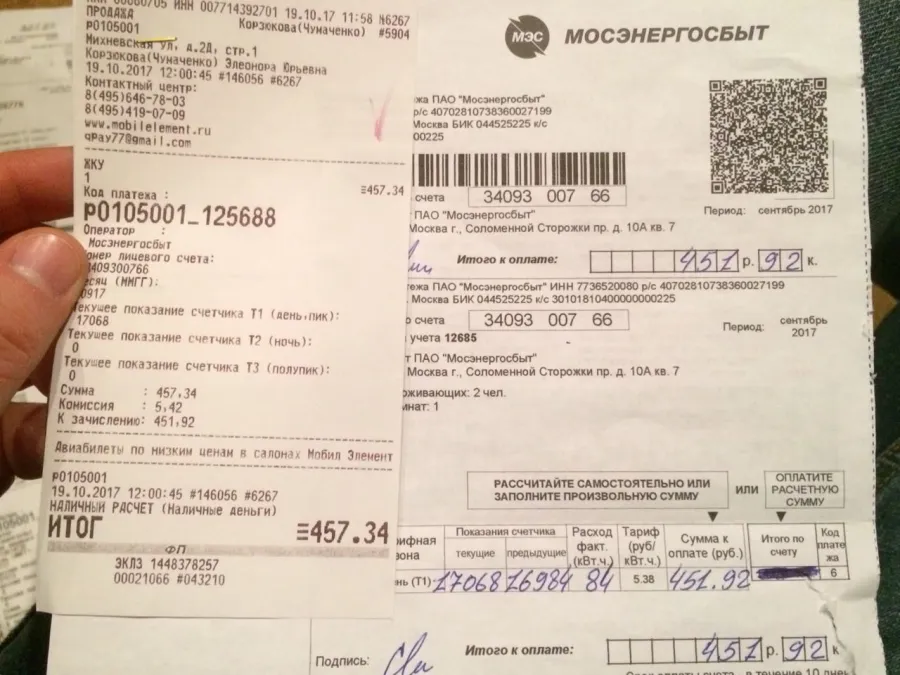 ИНН 007714392701 19.10.17 11:58 №6267
ПРОДАЖА Корзюкова(Чумаченко) #5904
р0105001
Михневская ул, д.2Д, стр.1
Корзюкова(Чумаченко) Элеонора Юрьевна
19.10.2017 12:00:45 #146056 #6267
Контактный центр:
8(495)646-78-03
8(495)419-07-09
www.mobilelement.ru
qPay77@gmail.com
ЖКУ
1 ≡457.34
Код платежа :
р0105001_125688
Оператор :
Мосэнергосбыт
омер лицевого счета:
3409300766
есяц (ММГГ):
0917
Текущее показание счетчика Т1 (день,пик):
17068
Текущее показание счетчика Т2 (ночь):
0
Текущее показание счетчика Т3 (полупик):
0
Сумма : 457,34
Комиссия : 5,42
К зачислению: 451,92
Авиабилеты по низким ценам в салонах Мобил Элемент
р0105001
19.10.2017 12:00:45 #146056 #6267
НАЛИЧНЫЙ РАСЧЕТ (Наличные деньги)
ИТОГ ≡457.34
ФП
ЭКЛЗ 1448378257
00021066 #043210
МЭС МОСЭНЕРГОСБЫТ
жа ПАО "Мосэнергосбыт"
р/с 40702810738360027199
Москва БИК 044525225 к/с
00225
счета 34093 007 66
ПАО "Мосэнергосбыт"
Москва г., Соломенной Сторожки пр. д. 10А кв. 7
Период: сентябрь 2017
Итого к оплате: 451 р. 92 к.
жа ПАО "Мосэнергосбыт" ИНН 7736520080 р/с 40702810738360027199
Москва БИК 044525225 к/с 30101810400000000225
счета 34093 007 66
Период: сентябрь 2017
учета 12685
т ПАО "Мосэнергосбыт"
Москва г., Соломенной Сторожки пр. д. 10А кв. 7
живающих: 2 чел.
нат: 1
РАССЧИТАЙТЕ САМОСТОЯТЕЛЬНО ИЛИ ЗАПОЛНИТЕ ПРОИЗВОЛЬНУЮ СУММУ ИЛИ ОПЛАТИТЕ РАСЧЕТНУЮ СУММУ
ифная зона Показания счетчика текущие предыдущие Расход факт. (кВт.ч.) Тариф (руб/кВт.ч.) Сумма к оплате (руб.) Итого по счету Код платежа
нь (Т1) 17068 16984 84 5.38 451.92 6
Подпись: Итого к оплате: 451 р. 92 к